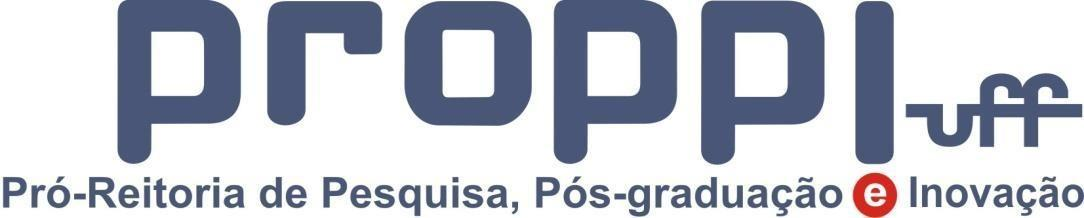 proppi uff
Pró-Reitoria de Pesquisa, Pós-graduação e Inovação